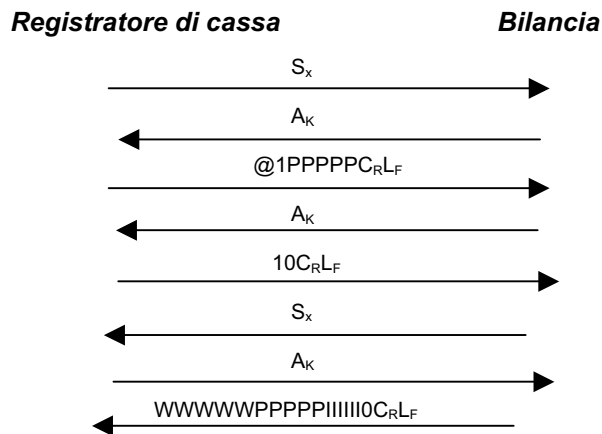 Registratore di cassa Bilancia
Sx
AK
@1PPPPPCRLF
AK
10CRLF
Sx
AK
WWWWWPPPPPIIIIII0CRLF